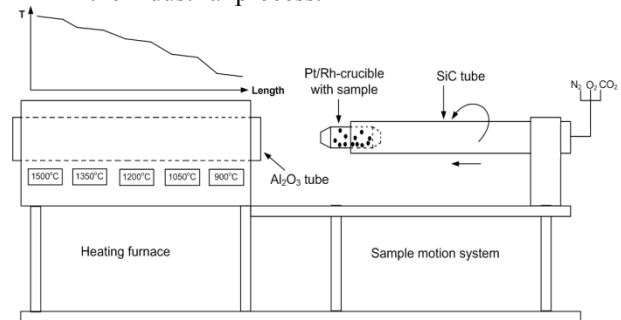 T
Length
Pt/Rh-crucible
with sample
SiC tube
N₂ O₂ CO₂
1500°C 1350°C 1200°C 1050°C 900°C
Al₂O₃ tube
Heating furnace
Sample motion system